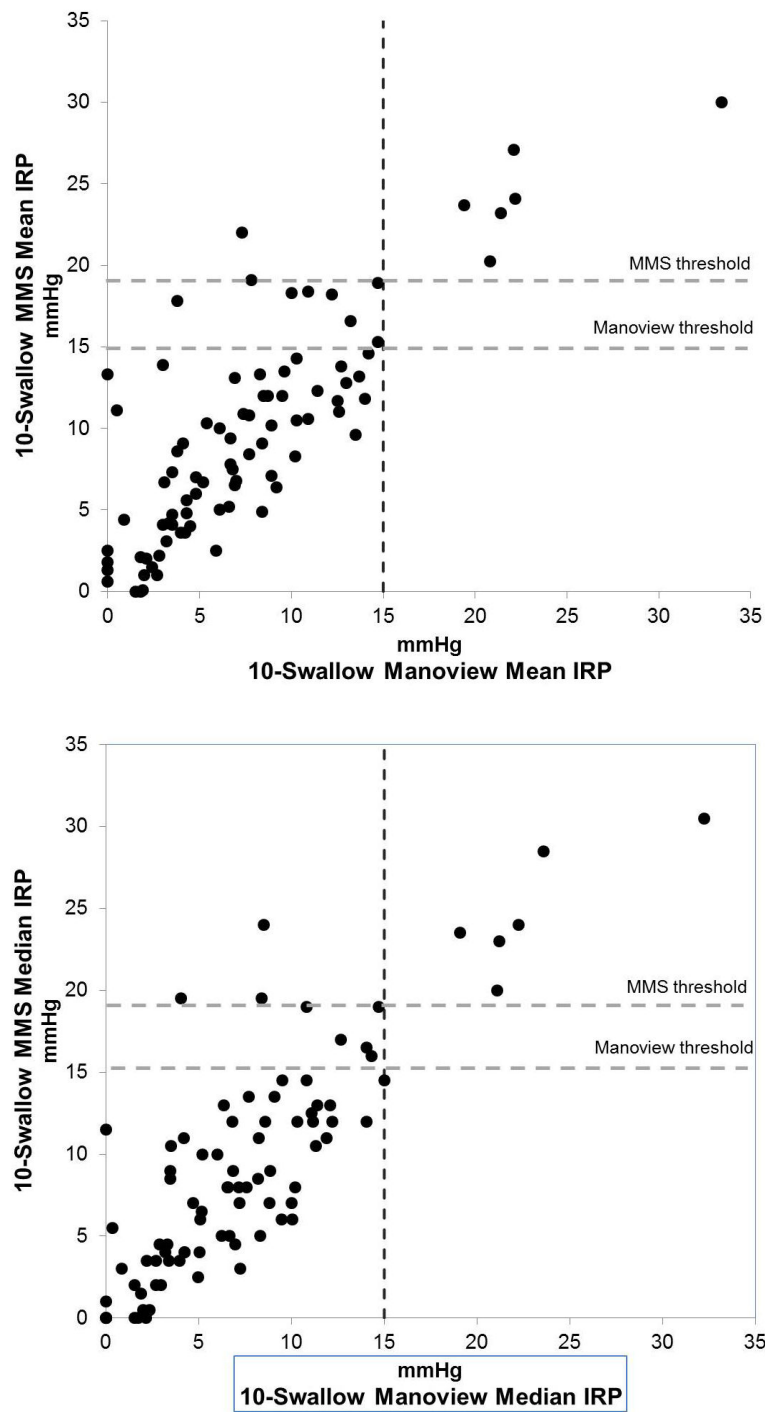 35
30
25
20
15
10
5
0
10-Swallow MMS Mean IRP
mmHg
MMS threshold
Manoview threshold
0 5 10 15 20 25 30 35
mmHg
10-Swallow Manoview Mean IRP
35
30
25
20
15
10
5
0
10-Swallow MMS Median IRP
mmHg
MMS threshold
Manoview threshold
0 5 10 15 20 25 30 35
mmHg
10-Swallow Manoview Median IRP